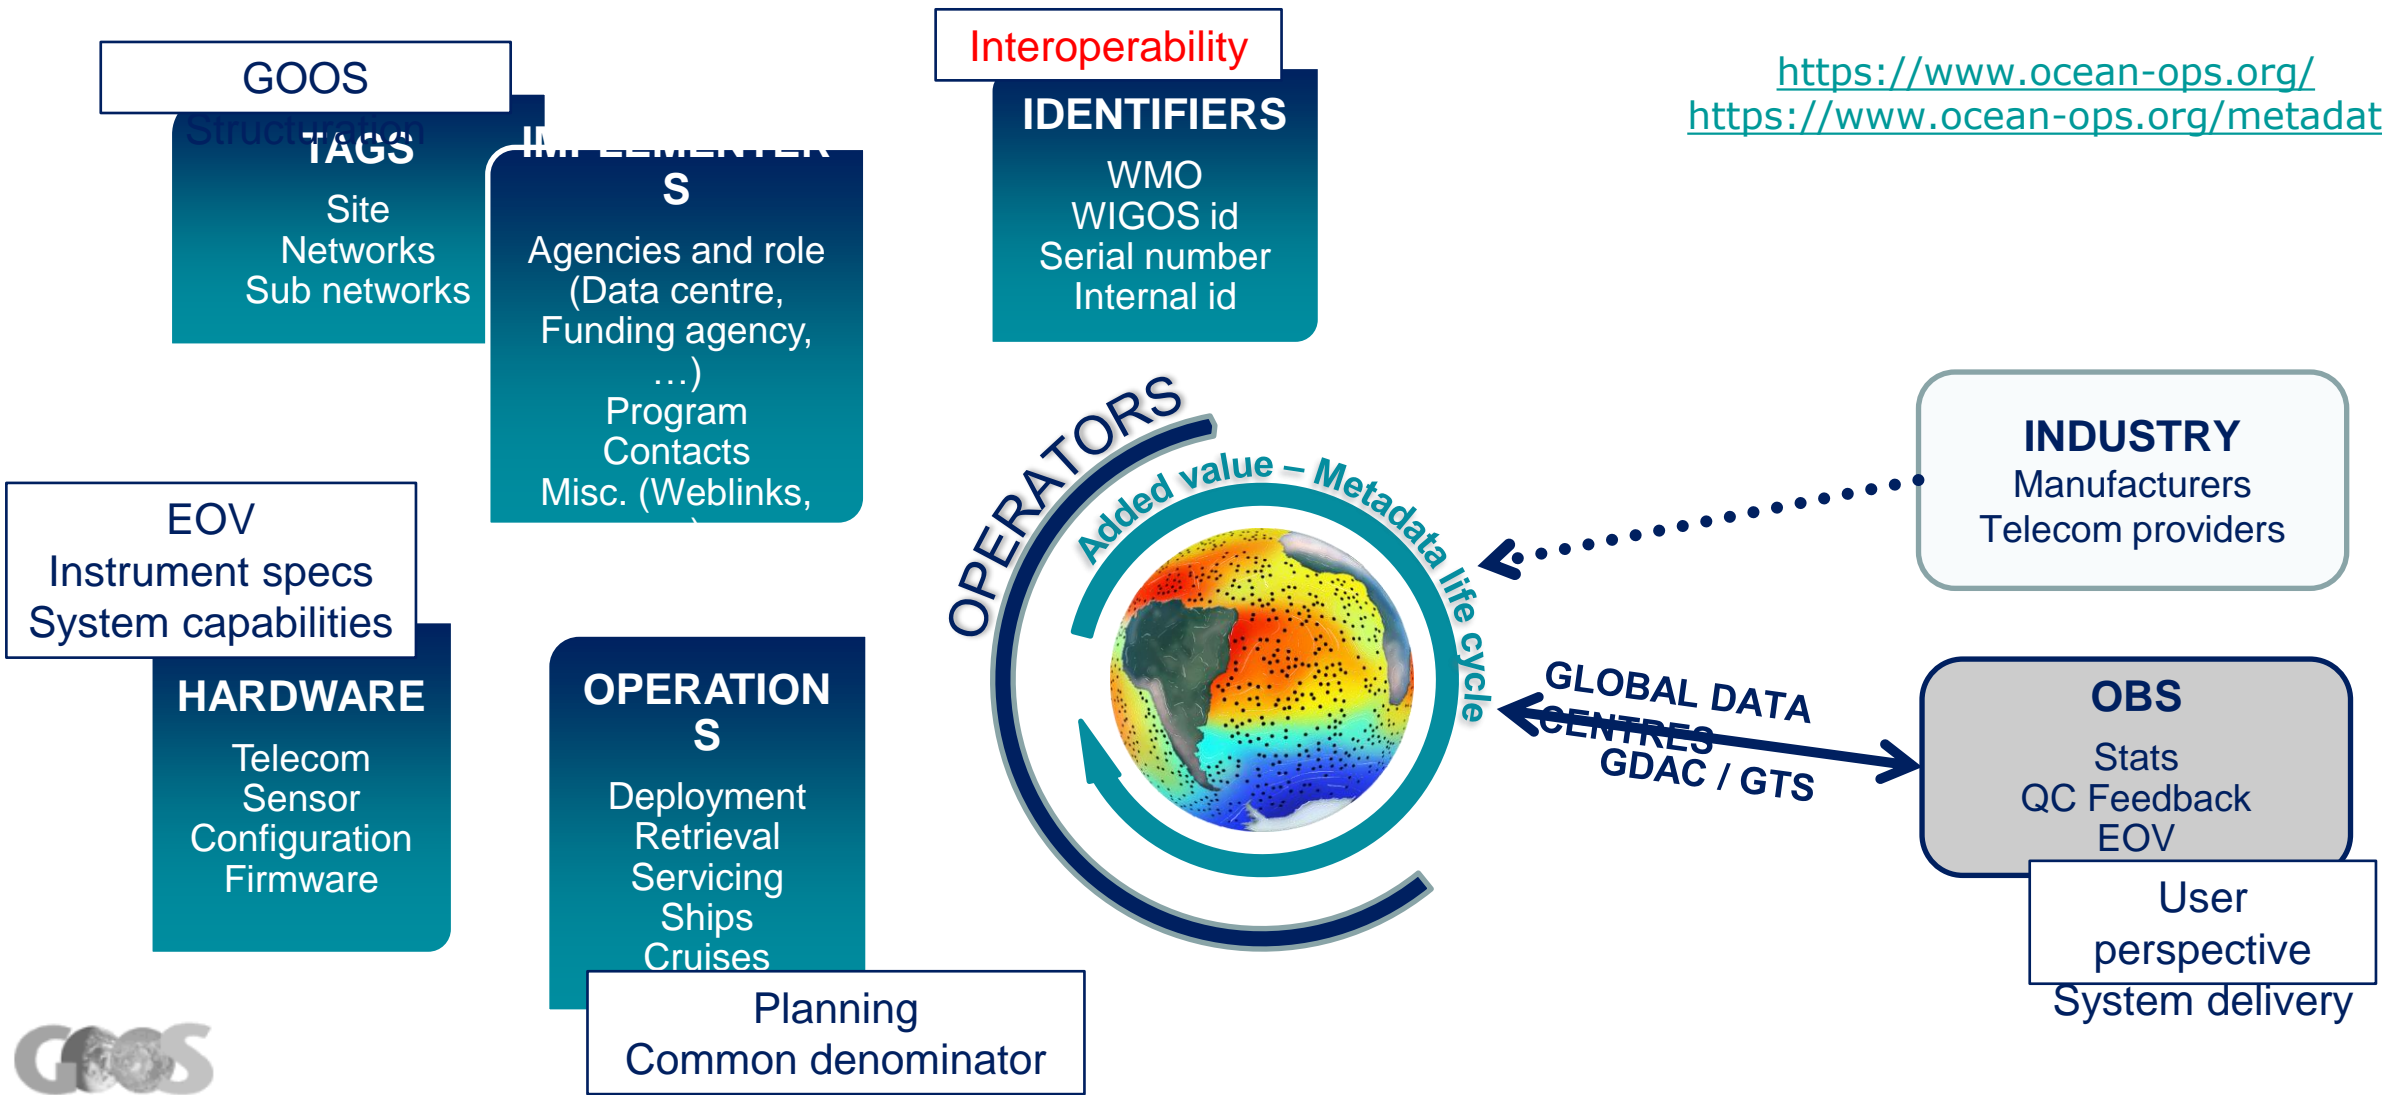 GOOS
Structuration
TAGS
Site
Networks
Sub networks
IMPLEMENTER
S
Agencies and role
(Data centre,
Funding agency,
…)
Program
Contacts
Misc. (Weblinks,
Interoperability
IDENTIFIERS
WMO
WIGOS id
Serial number
Internal id
https://www.ocean-ops.org/
https://www.ocean-ops.org/metadat
EOV
Instrument specs
System capabilities
HARDWARE
Telecom
Sensor
Configuration
Firmware
OPERATION
S
Deployment
Retrieval
Servicing
Ships
Cruises
Planning
Common denominator
OPERATORS
Added value – Metadata life cycle
INDUSTRY
Manufacturers
Telecom providers
GLOBAL DATA
CENTRES
GDAC / GTS
OBS
Stats
QC Feedback
EOV
User
perspective
System delivery
GOOS